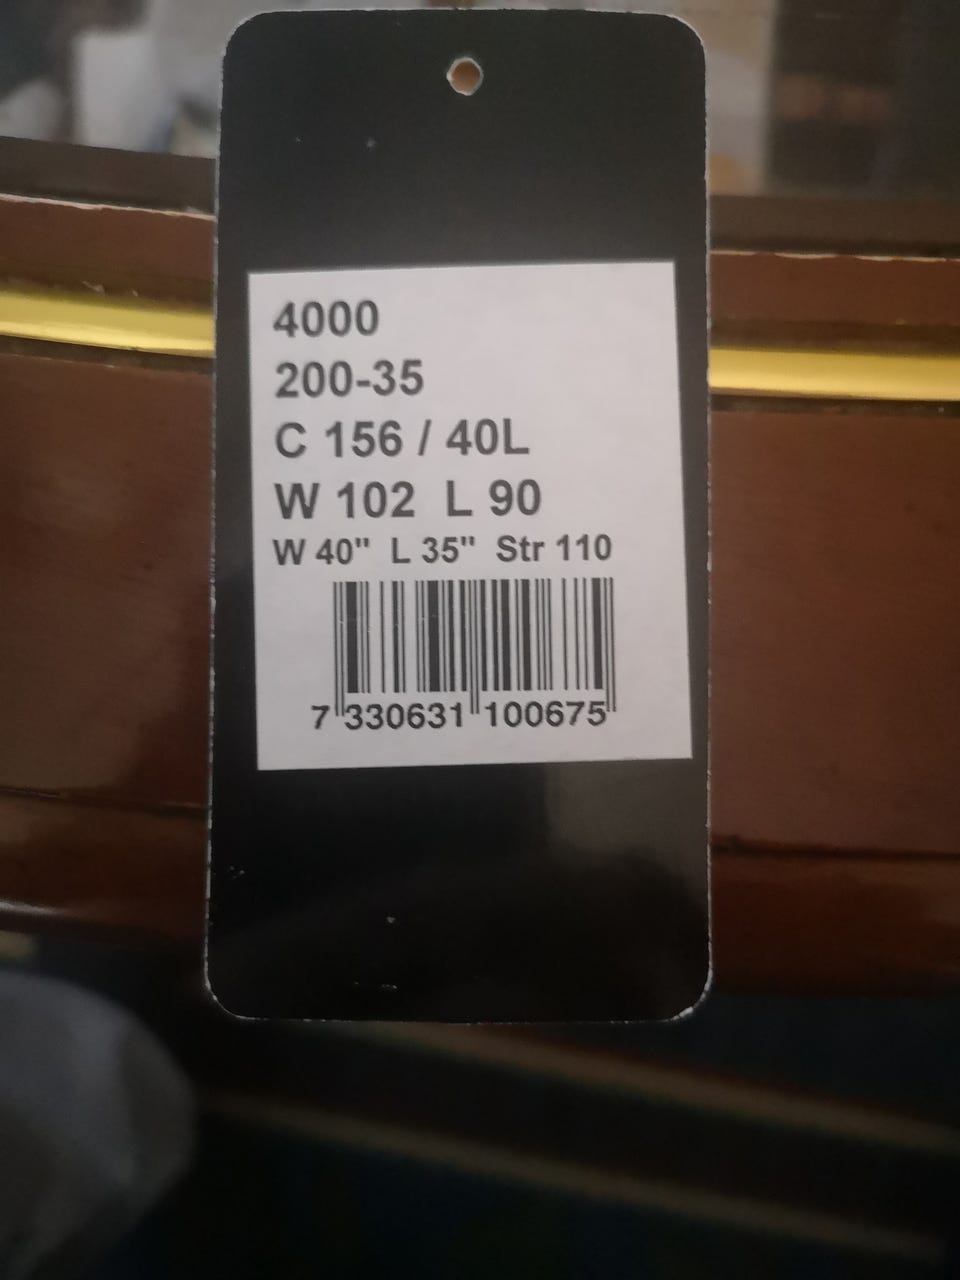 4000
200-35
C 156 / 40L
W 102 L 90
W 40" L 35" Str 110
7 330631 100675